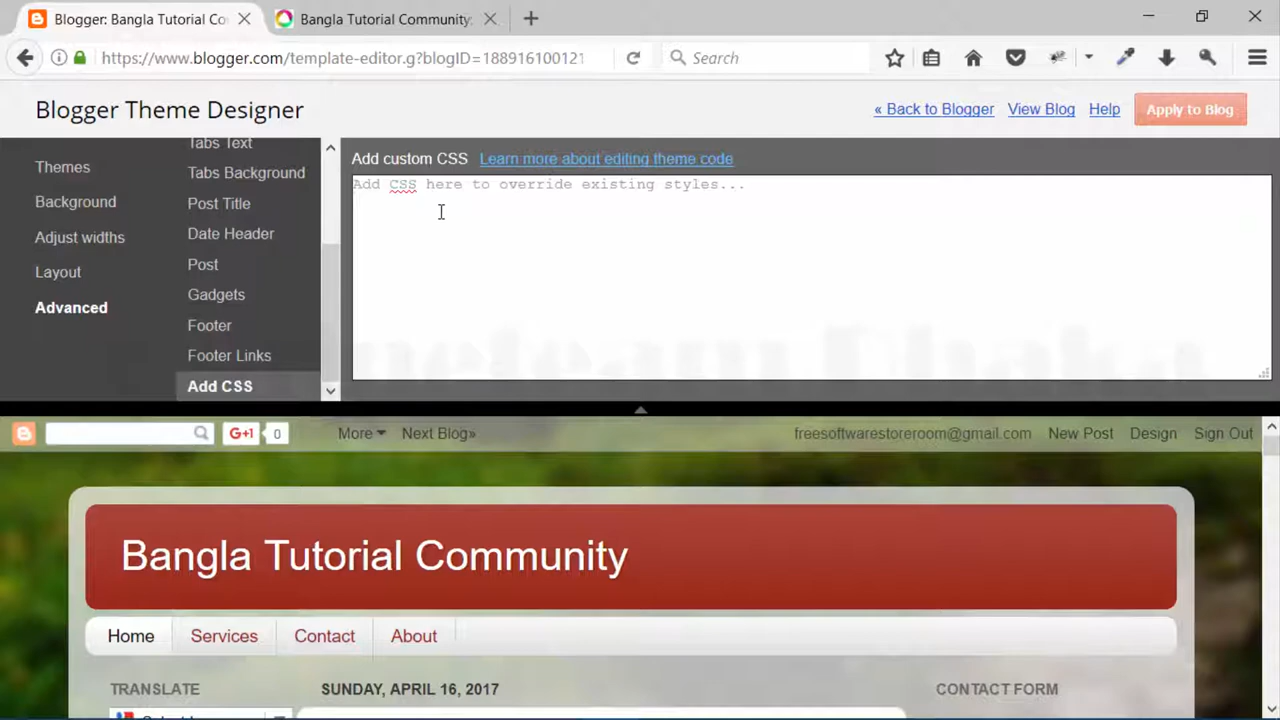 Blogger: Bangla Tutorial Co
Bangla Tutorial Community:
https://www.blogger.com/template-editor.g?blogID=188916100121
Search
Blogger Theme Designer
« Back to Blogger
View Blog
Help
Apply to Blog
Themes
Background
Adjust widths
Layout
Advanced
Tabs Text
Tabs Background
Post Title
Date Header
Post
Gadgets
Footer
Footer Links
Add CSS
Add custom CSS Learn more about editing theme code
Add CSS here to override existing styles...
G+1 0
More Next Blog»
freesoftwarestoreroom@gmail.com New Post Design Sign Out
Bangla Tutorial Community
Home Services Contact About
TRANSLATE
SUNDAY, APRIL 16, 2017
CONTACT FORM